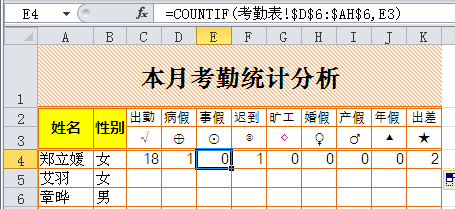 E4 fx =COUNTIF(考勤表!$D$6:$AH$6,E3)
A B C D E F G H I J K
1 本月考勤统计分析
2 姓名 性别 出勤 病假 事假 迟到 旷工 婚假 产假 年假 出差
3 √ ⊕ ⊙ ◎ ◇ ♀ ♂ ▲ ★
4 郑立媛 女 18 1 0 1 0 0 0 0 2
5 艾羽 女
6 童晔 男